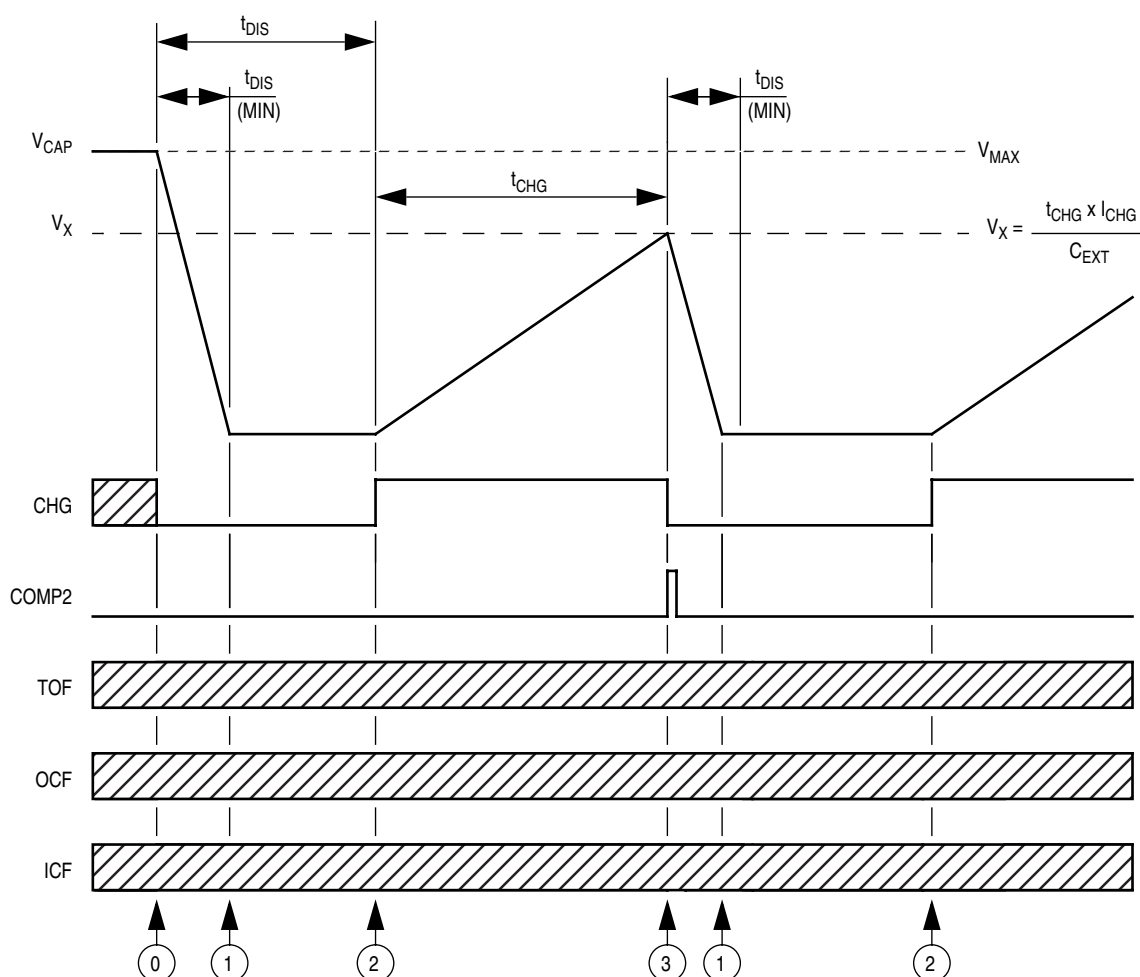 tDIS
tDIS
(MIN)
tDIS
(MIN)
VCAP
VMAX
tCHG
VX
VX = tCHG x ICHG
CEXT
CHG
COMP2
TOF
OCF
ICF
0 1 2 3 1 2